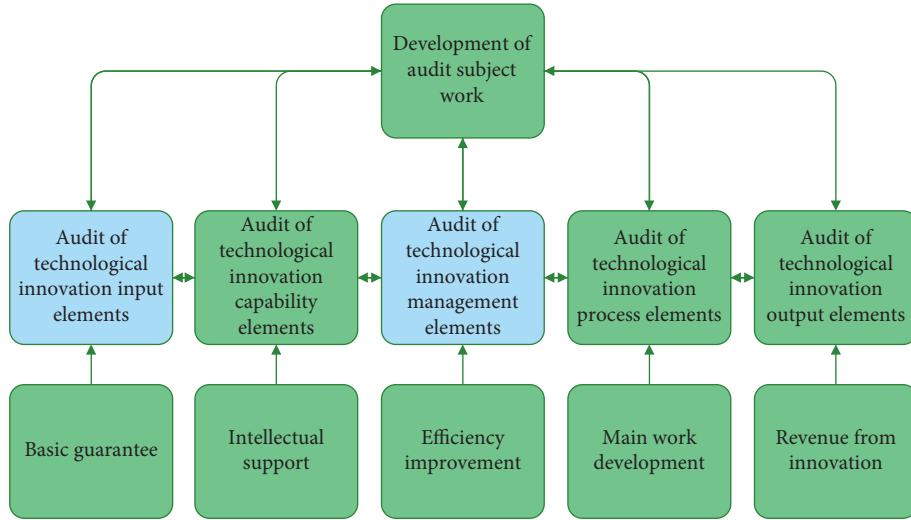 Development of
audit subject
work
Audit of
technological
innovation input
elements
Audit of
technological
innovation
capability
elements
Audit of
technological
innovation
management
elements
Audit of
technological
innovation
process elements
Audit of
technological
innovation
output elements
Basic guarantee
Intellectual
support
Efficiency
improvement
Main work
development
Revenue from
innovation